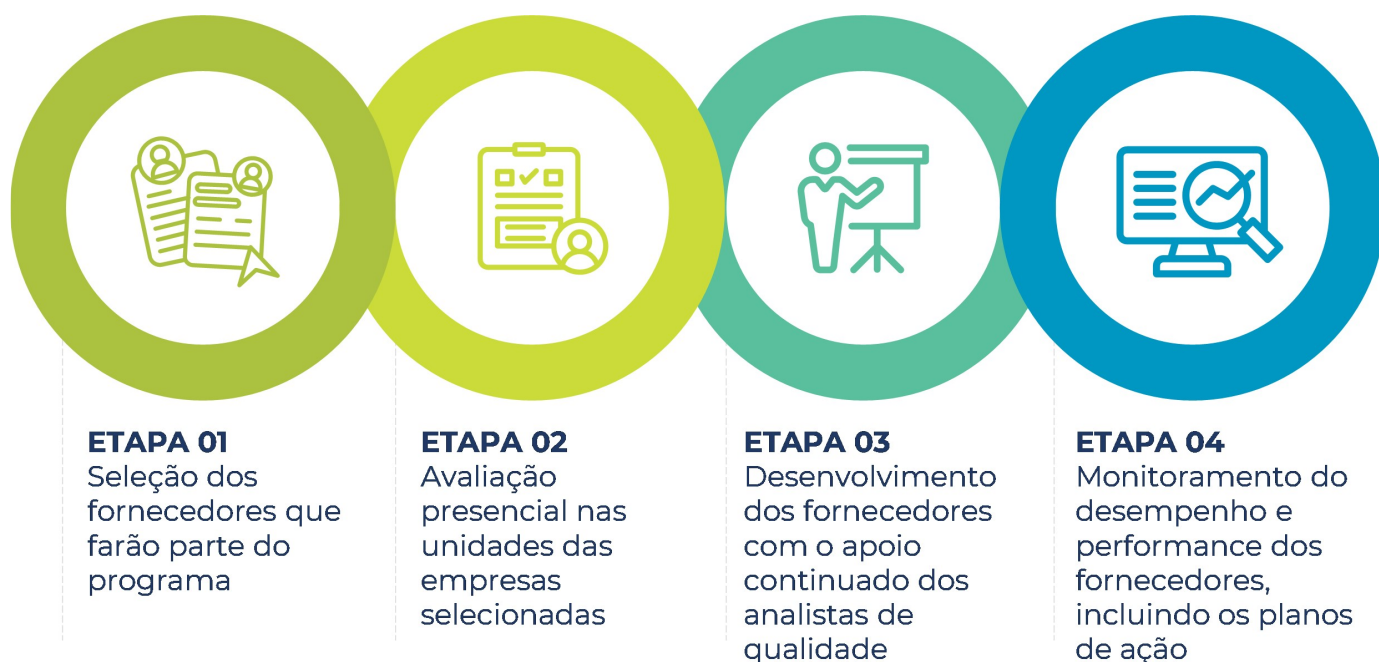 ETAPA 01
Seleção dos
fornecedores que
farão parte do
programa
ETAPA 02
Avaliação
presencial nas
unidades das
empresas
selecionadas
ETAPA 03
Desenvolvimento
dos fornecedores
com o apoio
continuado dos
analistas de
qualidade
ETAPA 04
Monitoramento do
desempenho e
performance dos
fornecedores,
incluindo os planos
de ação